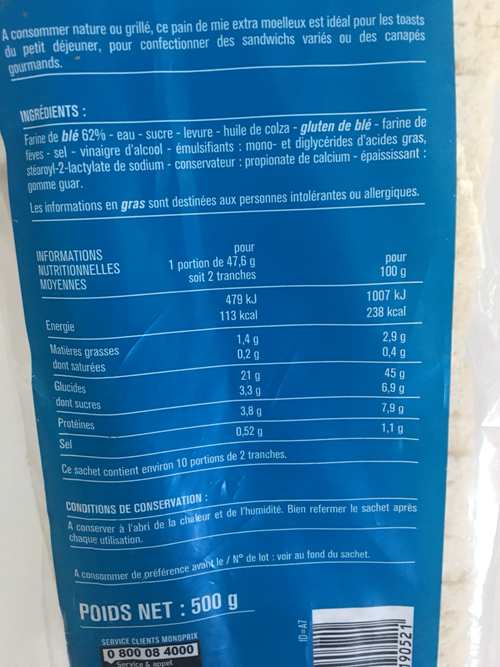 A consommer nature ou grillé, ce pain de mie extra moelleux est idéal pour les toasts
du petit déjeuner, pour confectionner des sandwichs variés ou des canapés
gourmands.
INGRÉDIENTS :
Farine de blé 62% - eau - sucre - levure - huile de colza - gluten de blé - farine de
fèves - sel - vinaigre d'alcool - émulsifiants : mono- et diglycérides d'acides gras,
stéaroyl-2-lactylate de sodium - conservateur : propionate de calcium - épaississant :
gomme guar.
Les informations en gras sont destinées aux personnes intolérantes ou allergiques.
INFORMATIONS
NUTRITIONNELLES
MOYENNES
pour
1 portion de 47,6 g
soit 2 tranches
pour
100 g
Energie
479 kJ 1007 kJ
113 kcal 238 kcal
Matières grasses 1,4 g 2,9 g
dont saturées 0,2 g 0,4 g
Glucides 21 g 45 g
dont sucres 3,3 g 6,9 g
Protéines 3,8 g 7,9 g
Sel 0,52 g 1,1 g
Ce sachet contient environ 10 portions de 2 tranches.
CONDITIONS DE CONSERVATION :
A conserver à l'abri de la chaleur et de l'humidité. Bien refermer le sachet après
chaque utilisation.
A consommer de préférence avant le / N° de lot : voir au fond du sachet.
POIDS NET : 500 g
SERVICE CLIENTS MONOPRIX
0 800 08 4000
Service & appel
ID=A7
00521